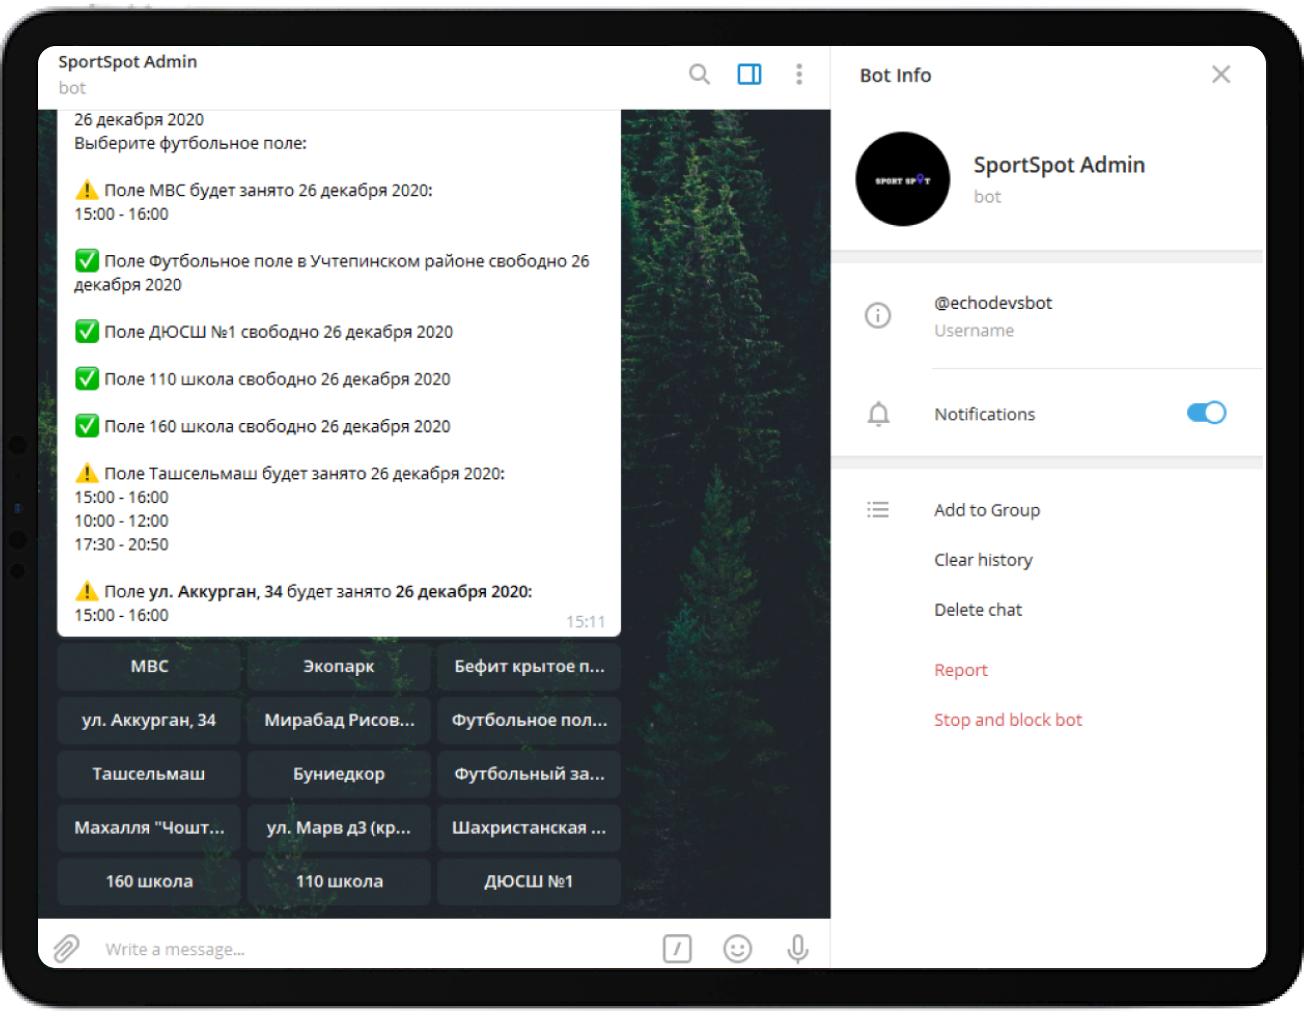 SportSpot Admin
bot
26 декабря 2020
Выберите футбольное поле:
⚠️ Поле МВС будет занято 26 декабря 2020:
15:00 - 16:00
✅ Поле Футбольное поле в Учтепинском районе свободно 26
декабря 2020
✅ Поле ДЮСШ №1 свободно 26 декабря 2020
✅ Поле 110 школа свободно 26 декабря 2020
✅ Поле 160 школа свободно 26 декабря 2020
⚠️ Поле Ташсельмаш будет занято 26 декабря 2020:
15:00 - 16:00
10:00 - 12:00
17:30 - 20:50
⚠️ Поле ул. Аккурган, 34 будет занято 26 декабря 2020:
15:00 - 16:00
15:11
МВС
Экопарк
Бефит крытое п...
ул. Аккурган, 34
Мирабад Рисов...
Футбольное пол...
Ташсельмаш
Буниедкор
Футбольный за...
Махалля "Чошт...
ул. Марв д3 (кр...
Шахристанская ...
160 школа
110 школа
ДЮСШ №1
Write a message...
Bot Info
SPORT SPOT
SportSpot Admin
bot
@echodevsbot
Username
Notifications
Add to Group
Clear history
Delete chat
Report
Stop and block bot